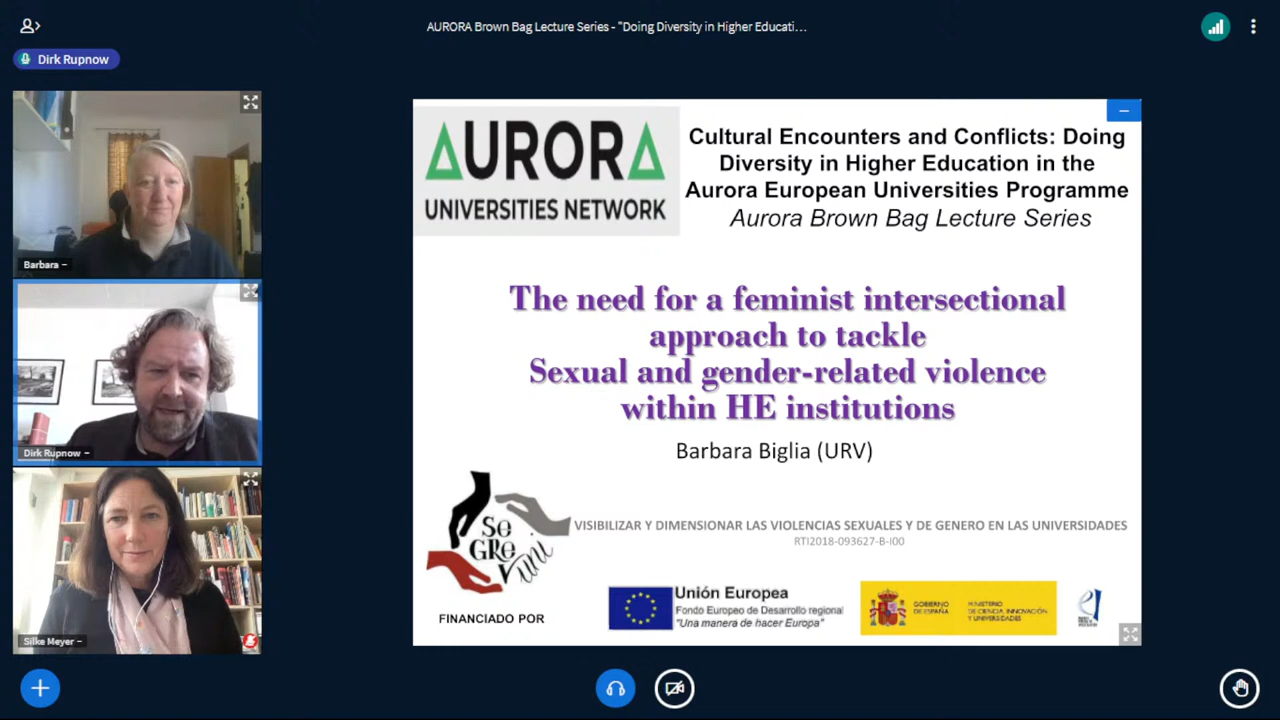 AURORA Brown Bag Lecture Series - "Doing Diversity in Higher Educati...
Dirk Rupnow
Barbara
Dirk Rupnow
Silke Meyer
AURORA
UNIVERSITIES NETWORK
Cultural Encounters and Conflicts: Doing
Diversity in Higher Education in the
Aurora European Universities Programme
Aurora Brown Bag Lecture Series
The need for a feminist intersectional
approach to tackle
Sexual and gender-related violence
within HE institutions
Barbara Biglia (URV)
Se
GRe
vuni
VISIBILIZAR Y DIMENSIONAR LAS VIOLENCIAS SEXUALES Y DE GENERO EN LAS UNIVERSIDADES
RTI2018-093627-B-I00
FINANCIADO POR
Unión Europea
Fondo Europeo de Desarrollo regional
"Una manera de hacer Europa"
GOBIERNO
DE ESPAÑA
MINISTERIO
DE CIENCIA, INNOVACIÓN
Y UNIVERSIDADES